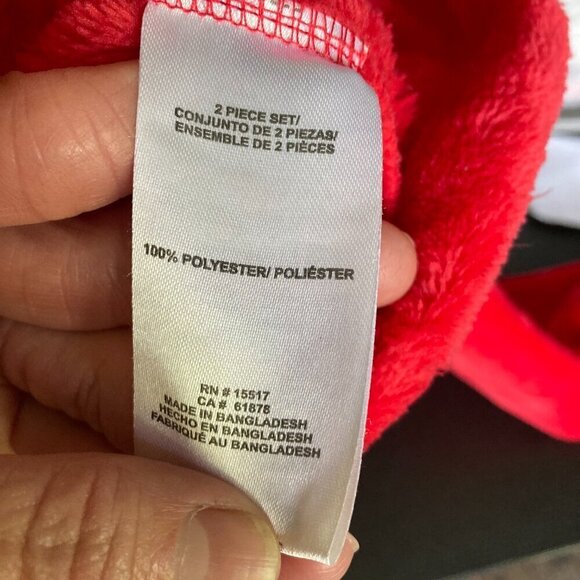 2 PIECE SET/
CONJUNTO DE 2 PIEZAS/
ENSEMBLE DE 2 PIÈCES
100% POLYESTER/ POLIÉSTER
RN # 15517
CA # 61878
MADE IN BANGLADESH
HECHO EN BANGLADESH
FABRIQUÉ AU BANGLADESH